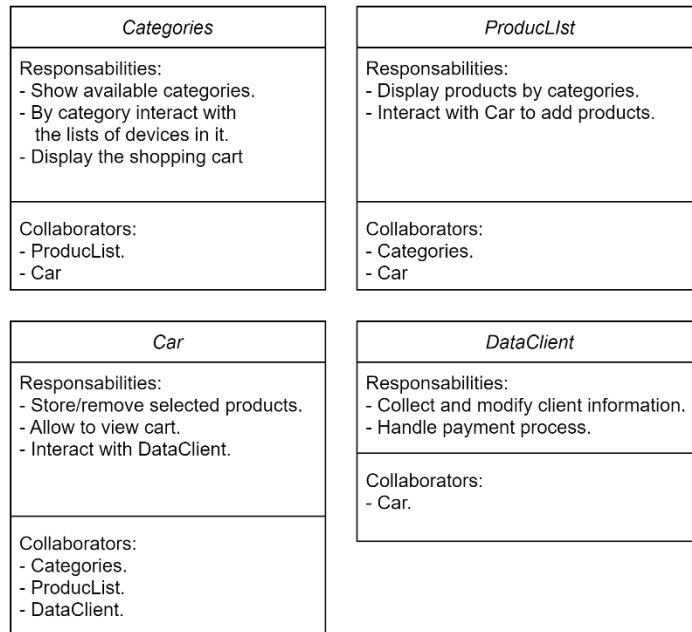 Categories
Responsabilities:
- Show available categories.
- By category interact with
the lists of devices in it.
- Display the shopping cart
Collaborators:
- ProducList.
- Car
ProducLIst
Responsabilities:
- Display products by categories.
- Interact with Car to add products.
Collaborators:
- Categories.
- Car
Car
Responsabilities:
- Store/remove selected products.
- Allow to view cart.
- Interact with DataClient.
Collaborators:
- Categories.
- ProducList.
- DataClient.
DataClient
Responsabilities:
- Collect and modify client information.
- Handle payment process.
Collaborators:
- Car.